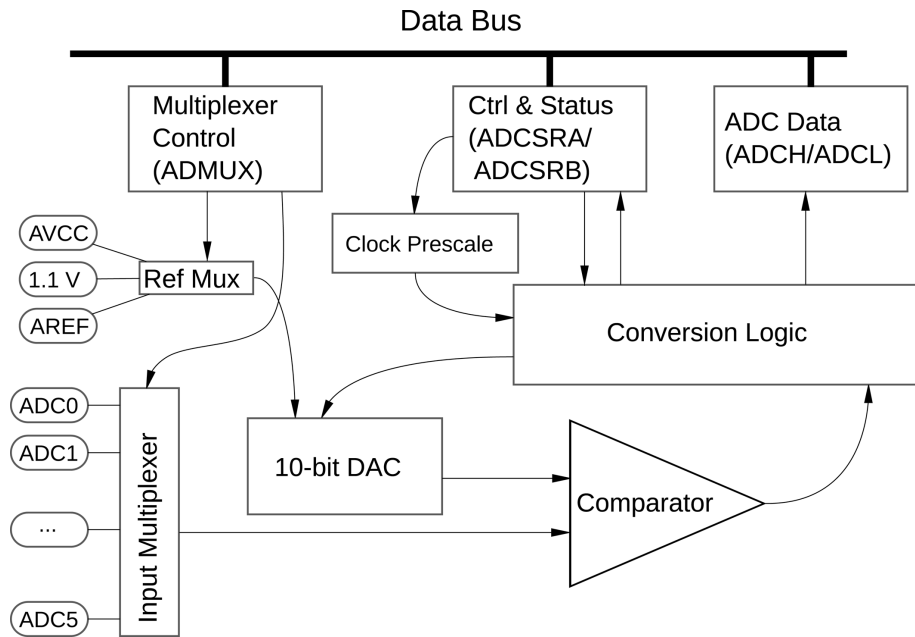 Data Bus
Multiplexer
Control
(ADMUX)
Ctrl & Status
(ADCSRA/
ADCSRB)
ADC Data
(ADCH/ADCL)
Clock Prescale
AVCC
1.1 V
AREF
Ref Mux
Conversion Logic
ADC0
ADC1
...
ADC5
Input Multiplexer
10-bit DAC
Comparator